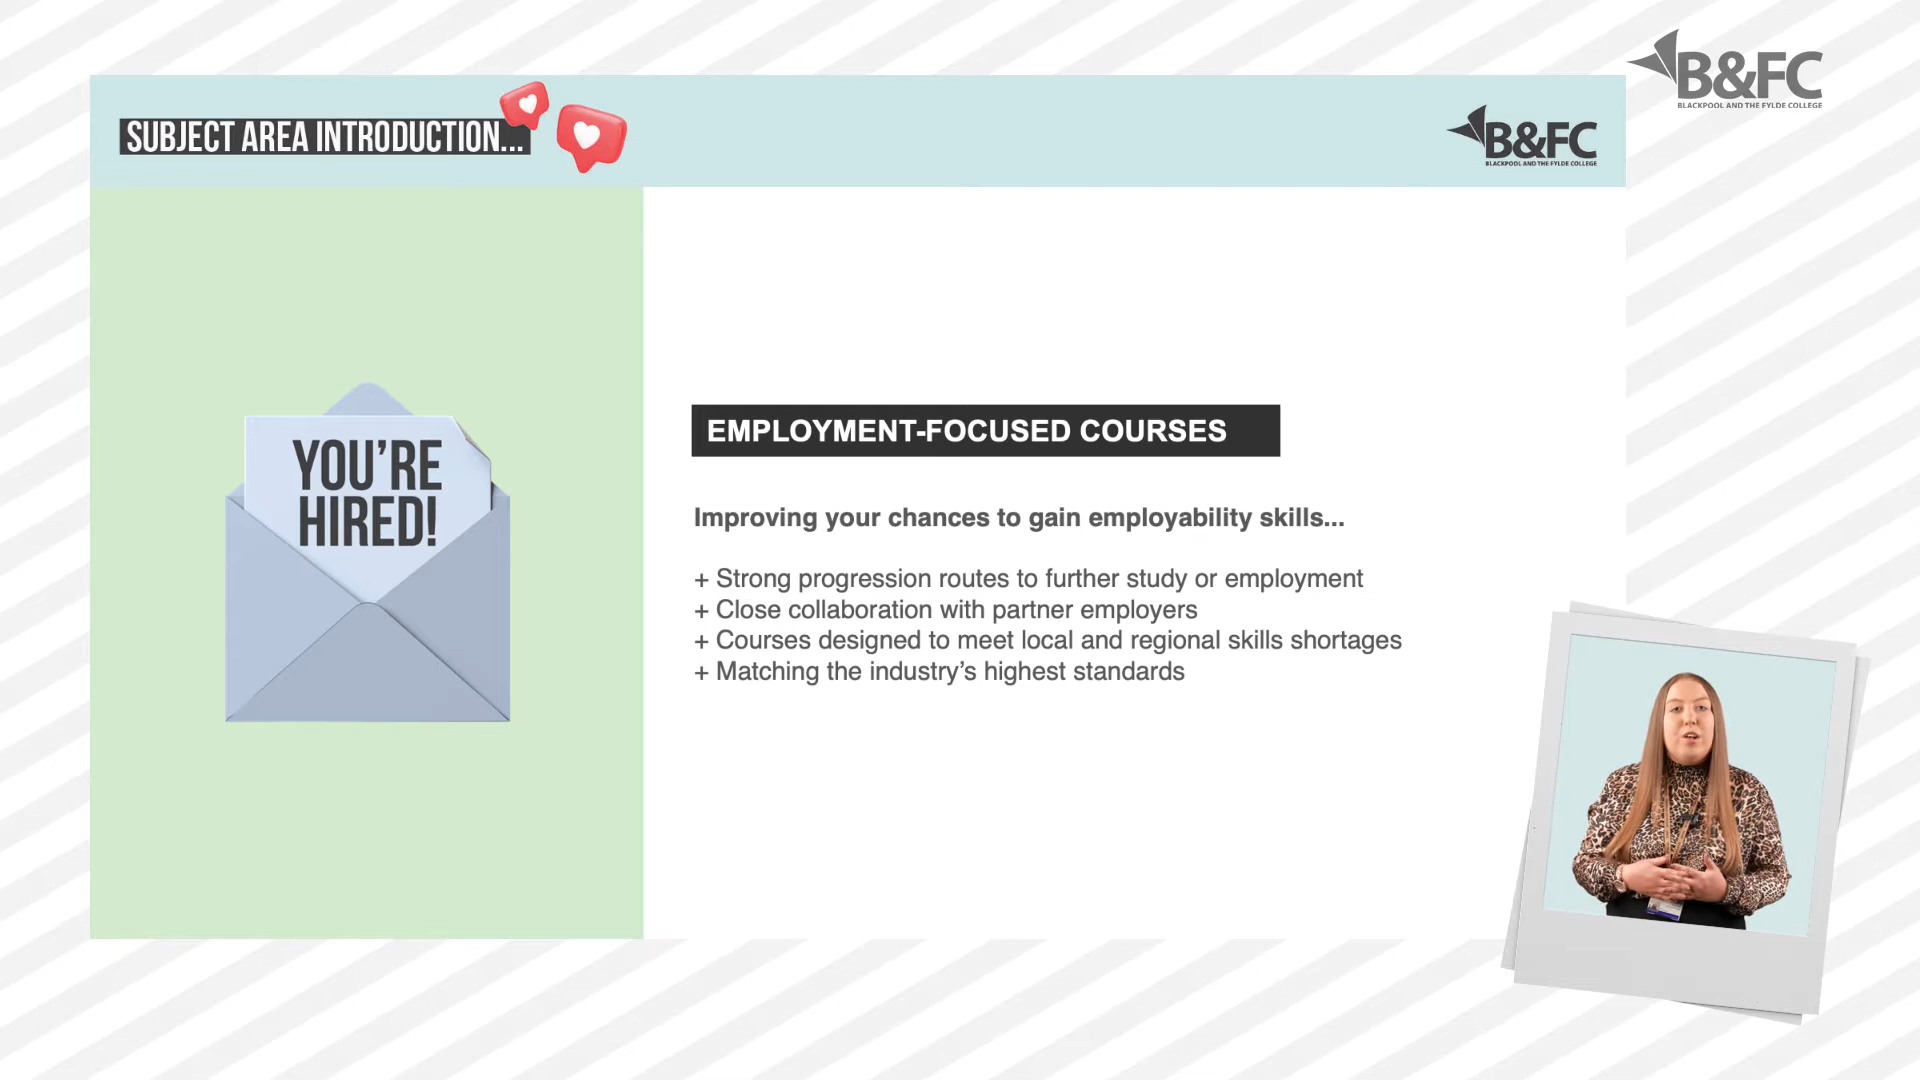 B&FC
BLACKPOOL AND THE FYLDE COLLEGE
SUBJECT AREA INTRODUCTION...
B&FC
BLACKPOOL AND THE FYLDE COLLEGE
YOU'RE
HIRED!
EMPLOYMENT-FOCUSED COURSES
Improving your chances to gain employability skills...
+ Strong progression routes to further study or employment
+ Close collaboration with partner employers
+ Courses designed to meet local and regional skills shortages
+ Matching the industry's highest standards